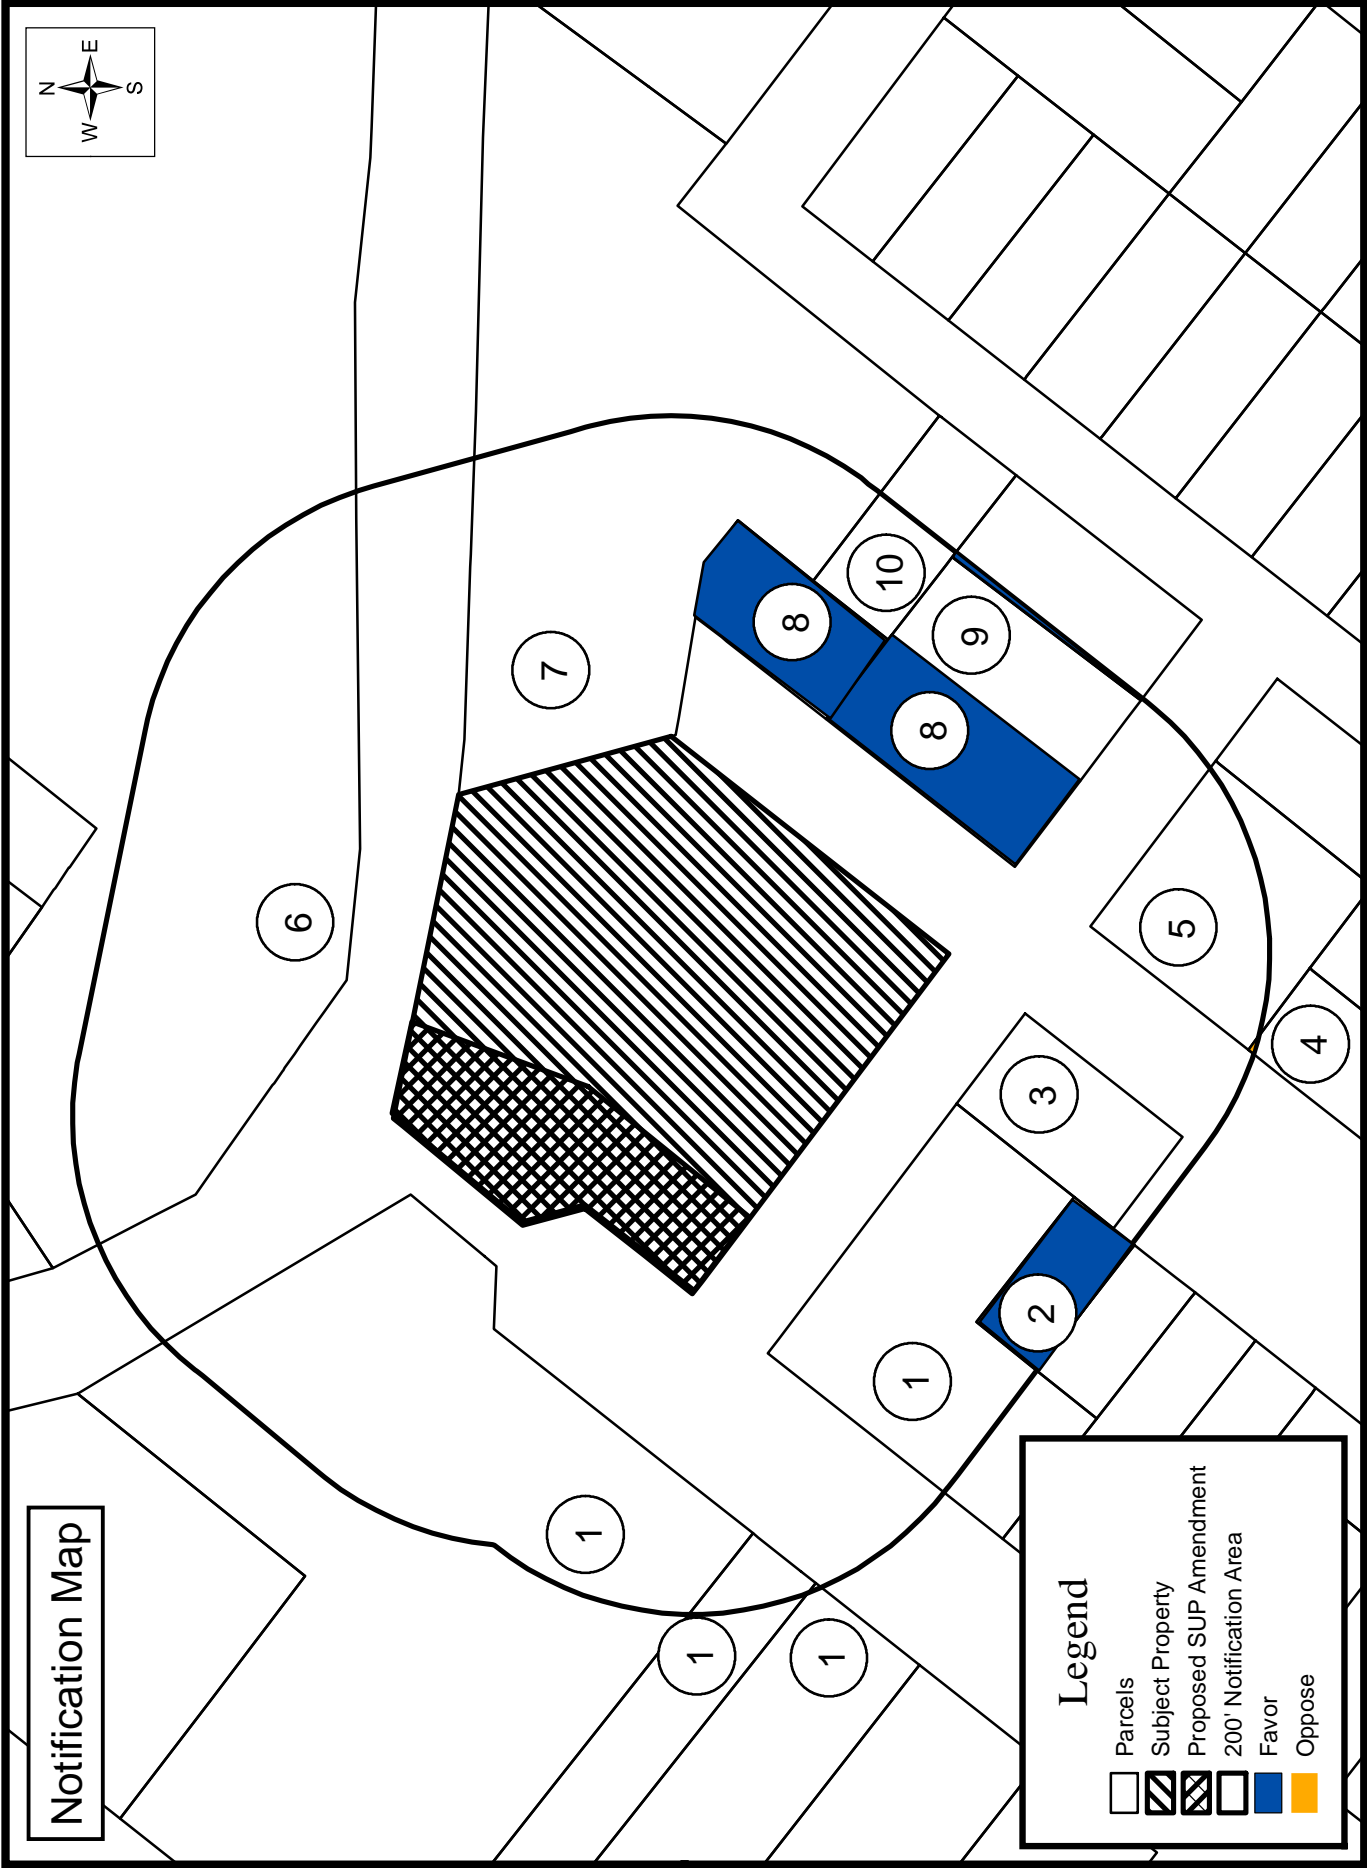 Notification Map
N
W E
S
6
7
1
8
10
9
8
1
1
1
2
3
5
4
Legend
Parcels
Subject Property
Proposed SUP Amendment
200' Notification Area
Favor
Oppose